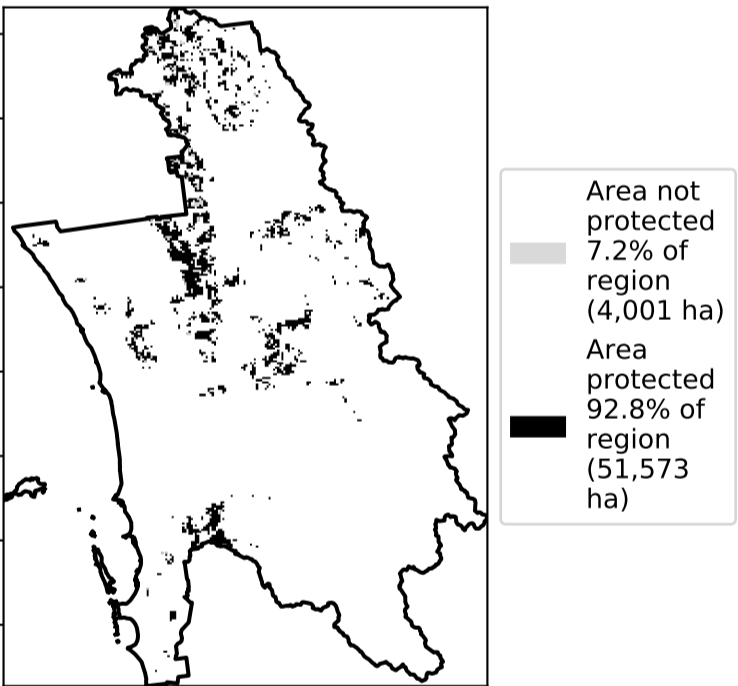 Area not
protected
7.2% of
region
(4,001 ha)
Area
protected
92.8% of
region
(51,573
ha)